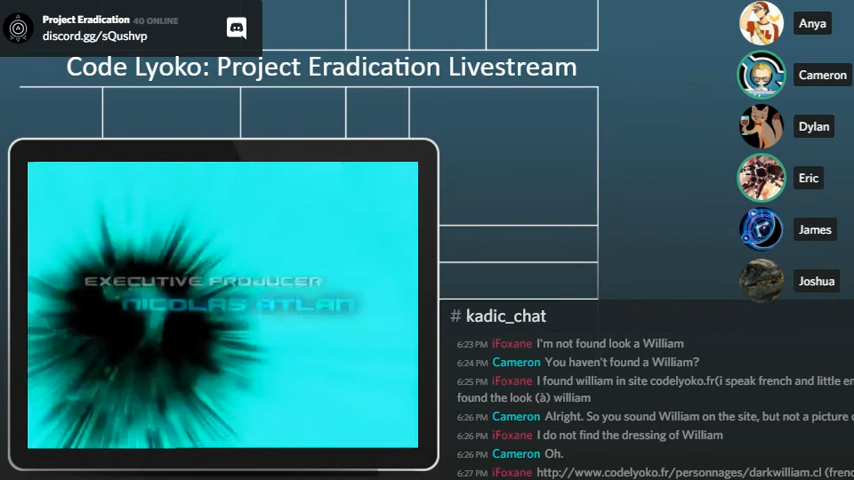 Project Eradication 40 ONLINE
discord.gg/sQushvp
Code Lyoko: Project Eradication Livestream
Anya
Cameron
Dylan
Eric
James
Joshua
EXECUTIVE PRODUCER
NICOLAS ATLAN
# kadic_chat
6:23 PM iFoxane I'm not found look a William
6:24 PM Cameron You haven't found a William?
6:25 PM iFoxane I found william in site codelyoko.fr(i speak french and little en
found the look (à) william
6:26 PM Cameron Alright. So you sound William on the site, but not a picture o
6:26 PM iFoxane I do not find the dressing of William
6:26 PM Cameron Oh.
6:27 PM iFoxane http://www.codelyoko.fr/personnages/darkwilliam.cl (fren